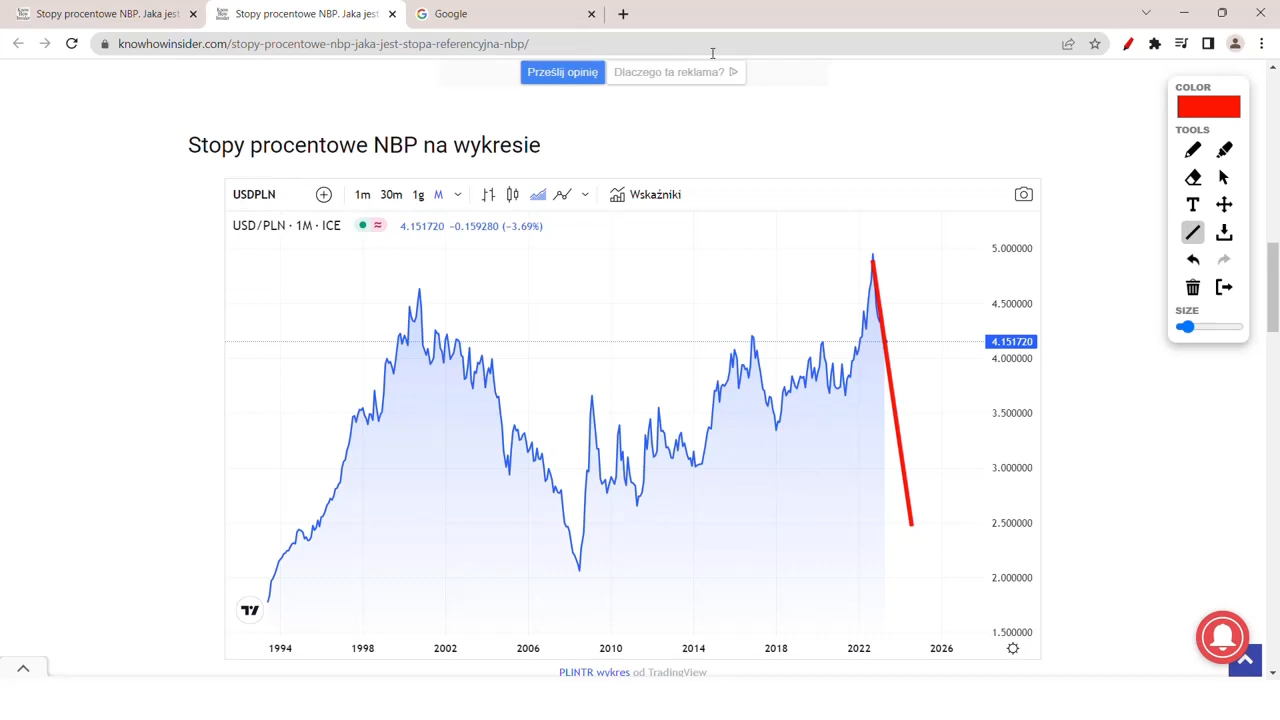 Stopy procentowe NBP. Jaka jest
Stopy procentowe NBP. Jaka jest
Google
knowhowinsider.com/stopy-procentowe-nbp-jaka-jest-stopa-referencyjna-nbp/
Prześlij opinię
Dlaczego ta reklama?
COLOR
TOOLS
T
SIZE
Stopy procentowe NBP na wykresie
USDPLN
1m 30m 1g M
Wskaźniki
USD/PLN · 1M · ICE
4.151720 −0.159280 (−3.69%)
5.000000
4.500000
4.151720
4.000000
3.500000
3.000000
2.500000
2.000000
1.500000
1994 1998 2002 2006 2010 2014 2018 2022 2026
PLINTR wykres od TradingView